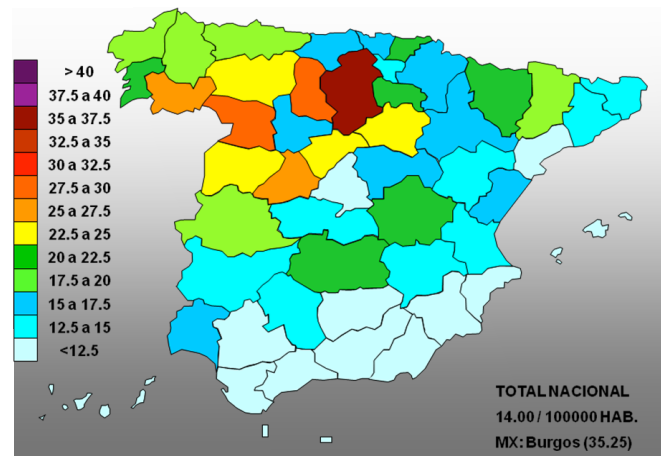 > 40
37.5 a 40
35 a 37.5
32.5 a 35
30 a 32.5
27.5 a 30
25 a 27.5
22.5 a 25
20 a 22.5
17.5 a 20
15 a 17.5
12.5 a 15
<12.5
TOTAL NACIONAL
14.00 / 100000 HAB.
MX: Burgos (35.25)